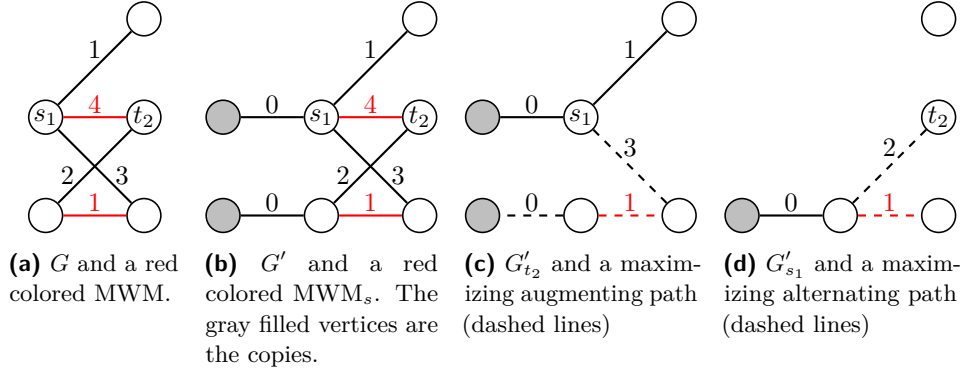 1
s₁ 4 t₂
2 3
1
(a) G and a red
colored MWM.
1
0 s₁ 4 t₂
2 3
0 1
(b) G′ and a red
colored MWMₛ. The
gray filled vertices are
the copies.
1
0 s₁
3
0 1
(c) G′ₜ₂ and a maxim-
izing augmenting path
(dashed lines)
t₂
2
0 1
(d) G′ₛ₁ and a maxim-
izing alternating path
(dashed lines)